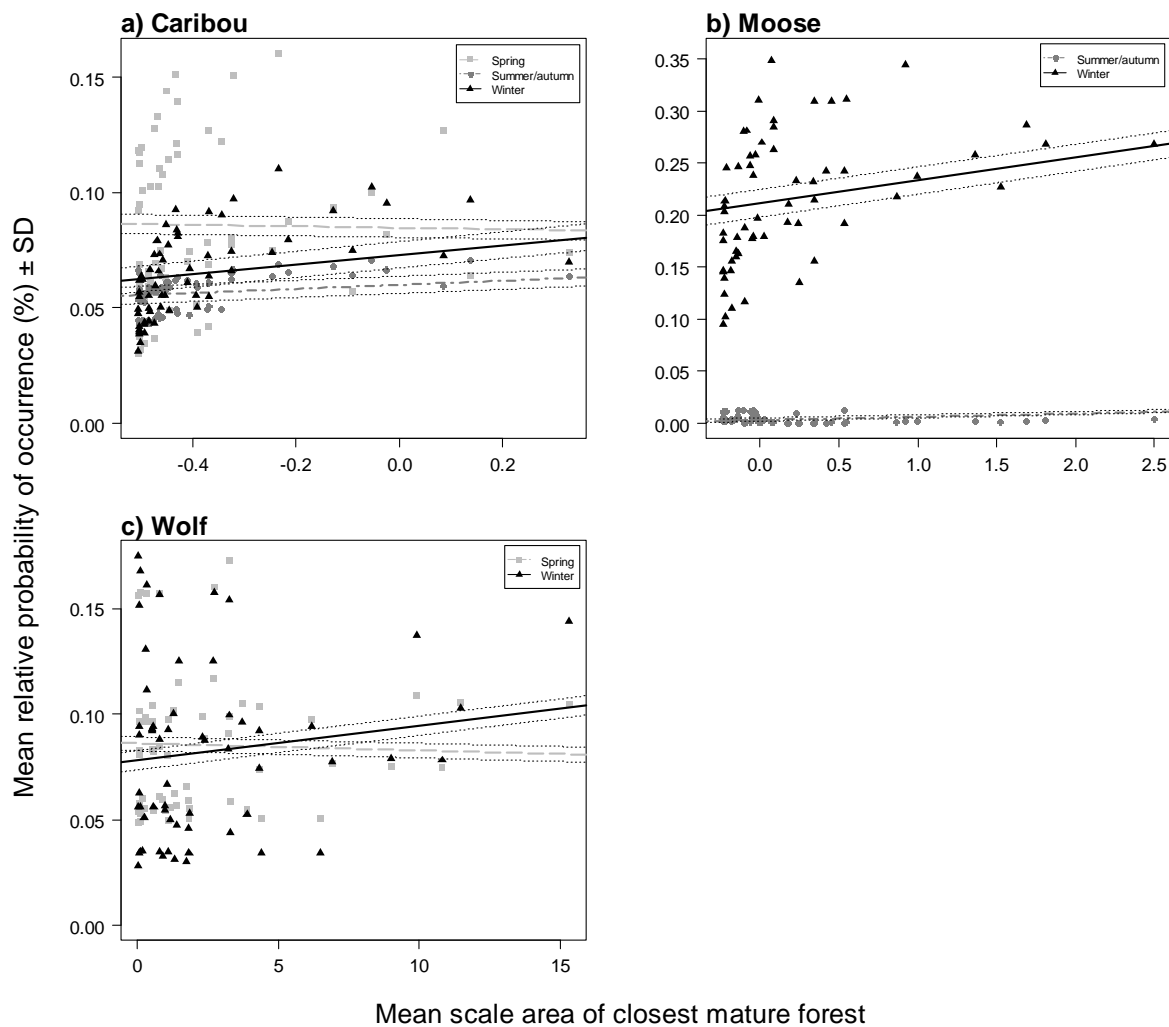 a) Caribou
0.15
0.10
0.05
0.00
Spring
Summer/autumn
Winter
-0.4
-0.2
0.0
0.2
b) Moose
0.35
0.30
0.25
0.20
0.15
0.10
0.05
0.00
Summer/autumn
Winter
0.0
0.5
1.0
1.5
2.0
2.5
c) Wolf
0.15
0.10
0.05
0.00
Spring
Winter
0
5
10
15
Mean relative probability of occurrence (%) ± SD
Mean scale area of closest mature forest